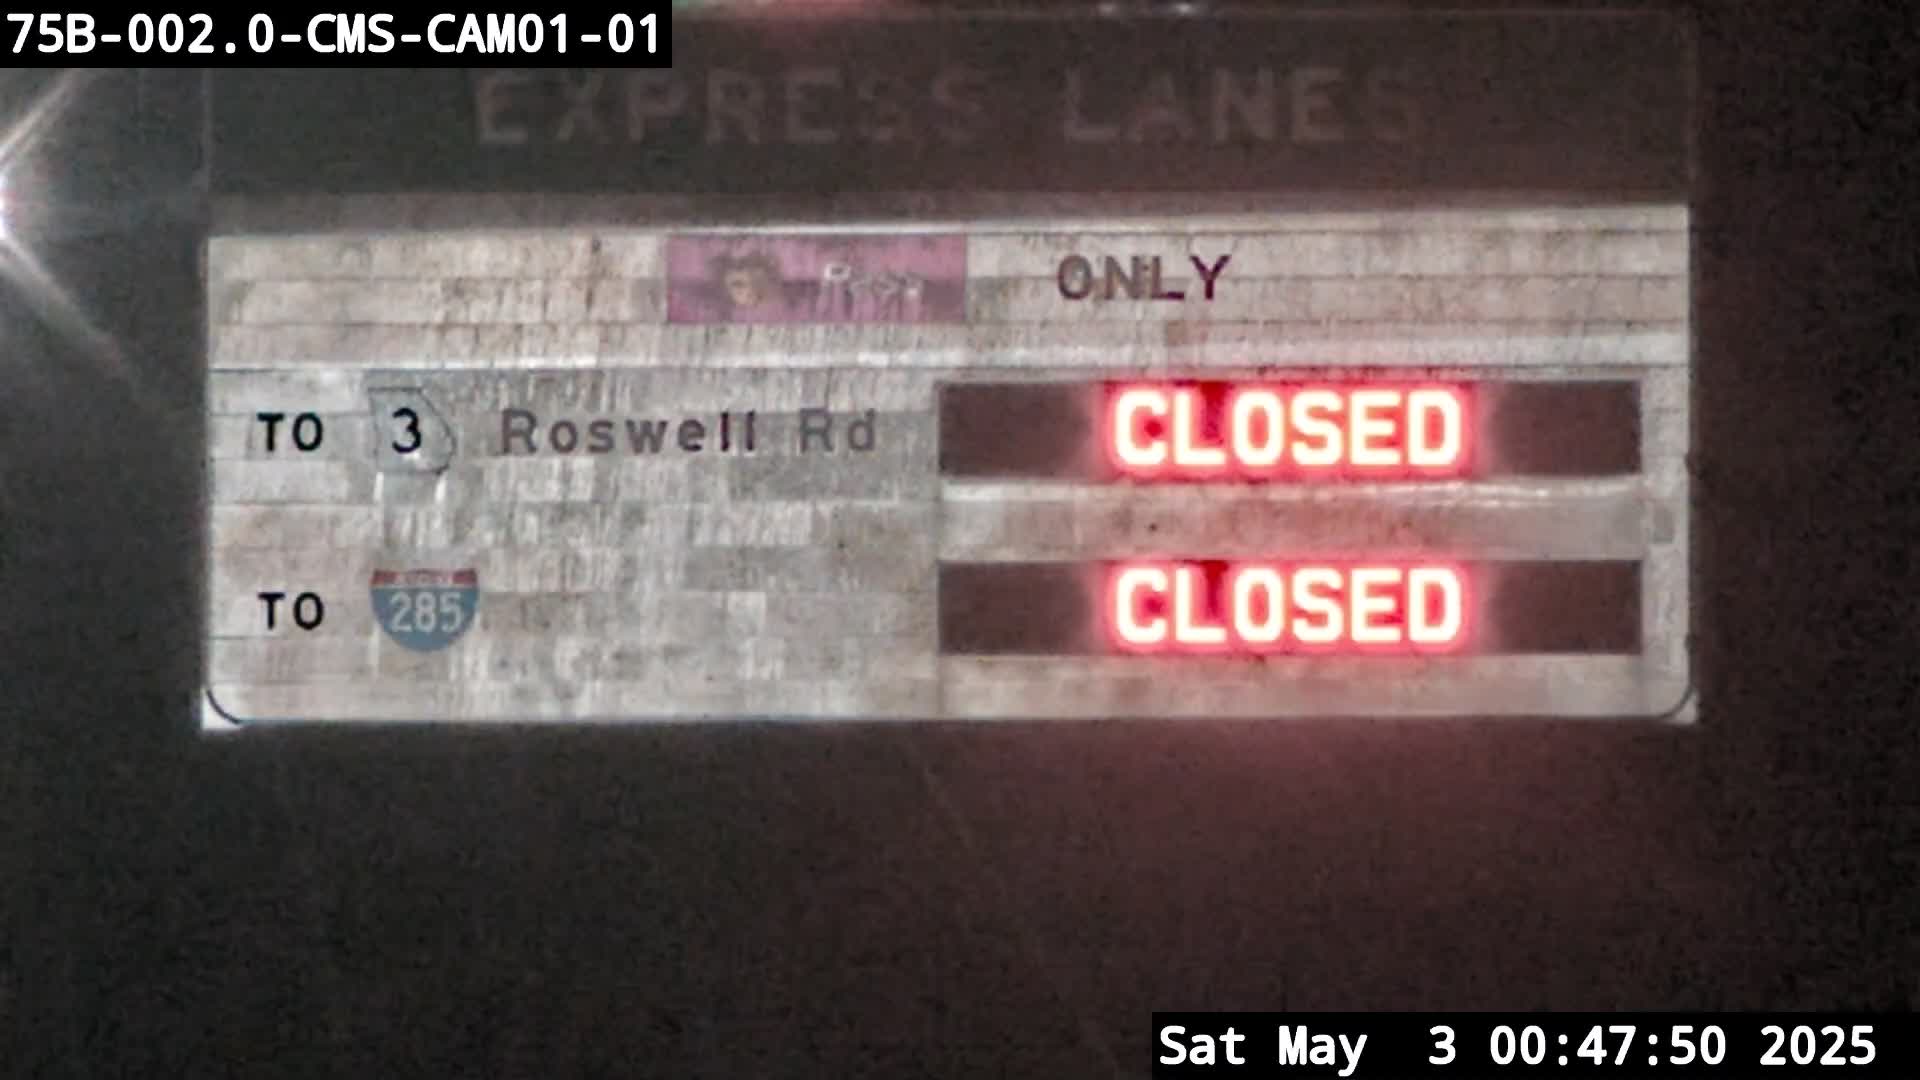 75B-002.0-CMS-CAM01-01
EXPRESS LANES
Peach ONLY
TO 3 Roswell Rd CLOSED
TO 285 CLOSED
Sat May 3 00:47:50 2025